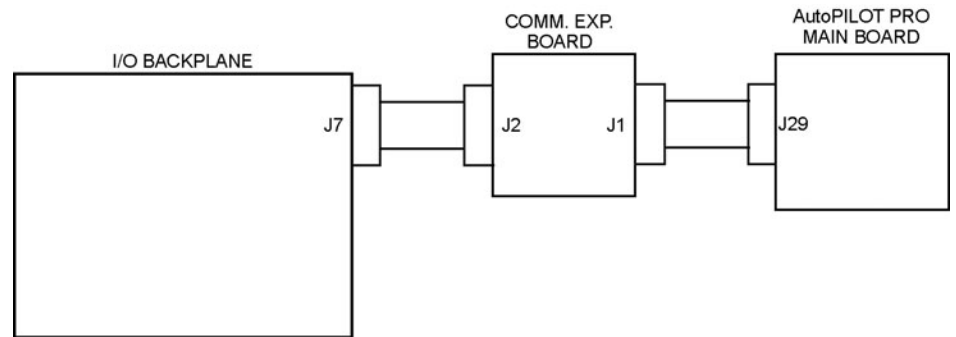 I/O BACKPLANE
J7
COMM. EXP.
BOARD
J2
J1
AutoPILOT PRO
MAIN BOARD
J29